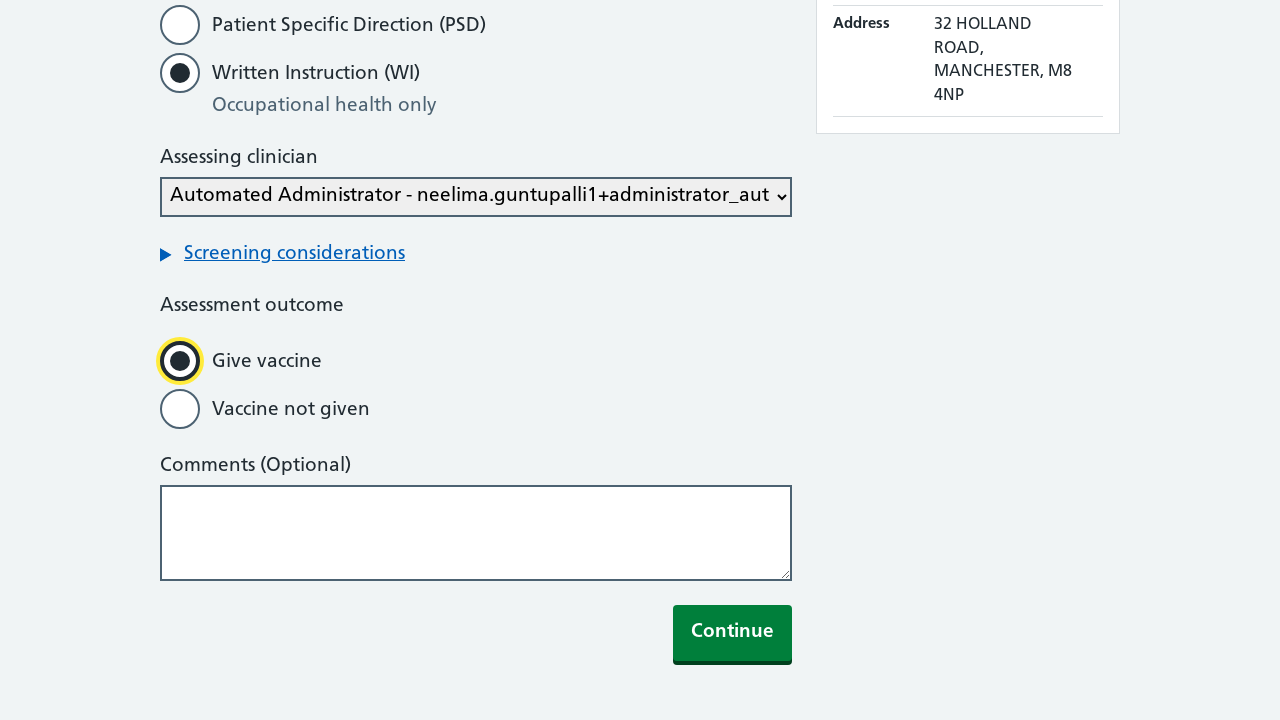 Patient Specific Direction (PSD)
Written Instruction (WI)
Occupational health only
Assessing clinician
Automated Administrator - neelima.guntupalli1+administrator_aut
Screening considerations
Assessment outcome
Give vaccine
Vaccine not given
Comments (Optional)
Continue
Address
32 HOLLAND
ROAD,
MANCHESTER, M8
4NP